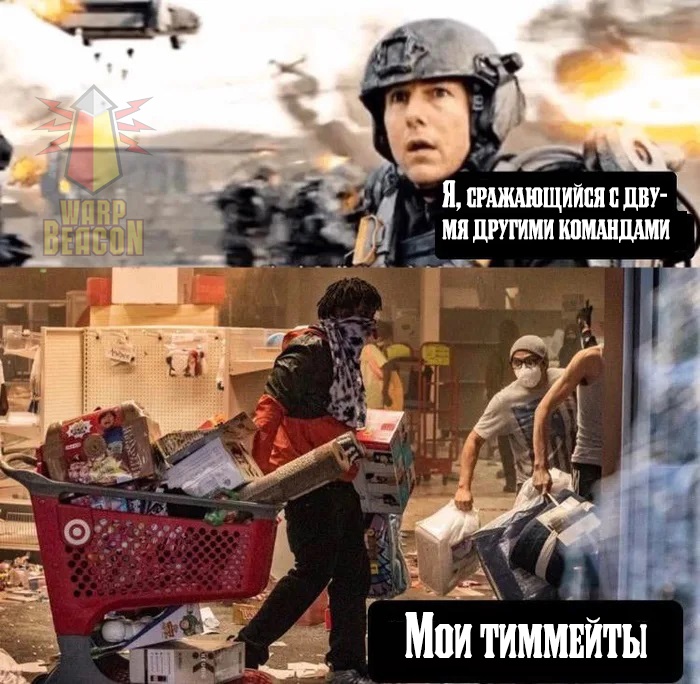 WARP
BEACON
Я, СРАЖАЮЩИЙСЯ С ДВУ-
МЯ ДРУГИМИ КОМАНДАМИ
МОИ ТИММЕЙТЫ